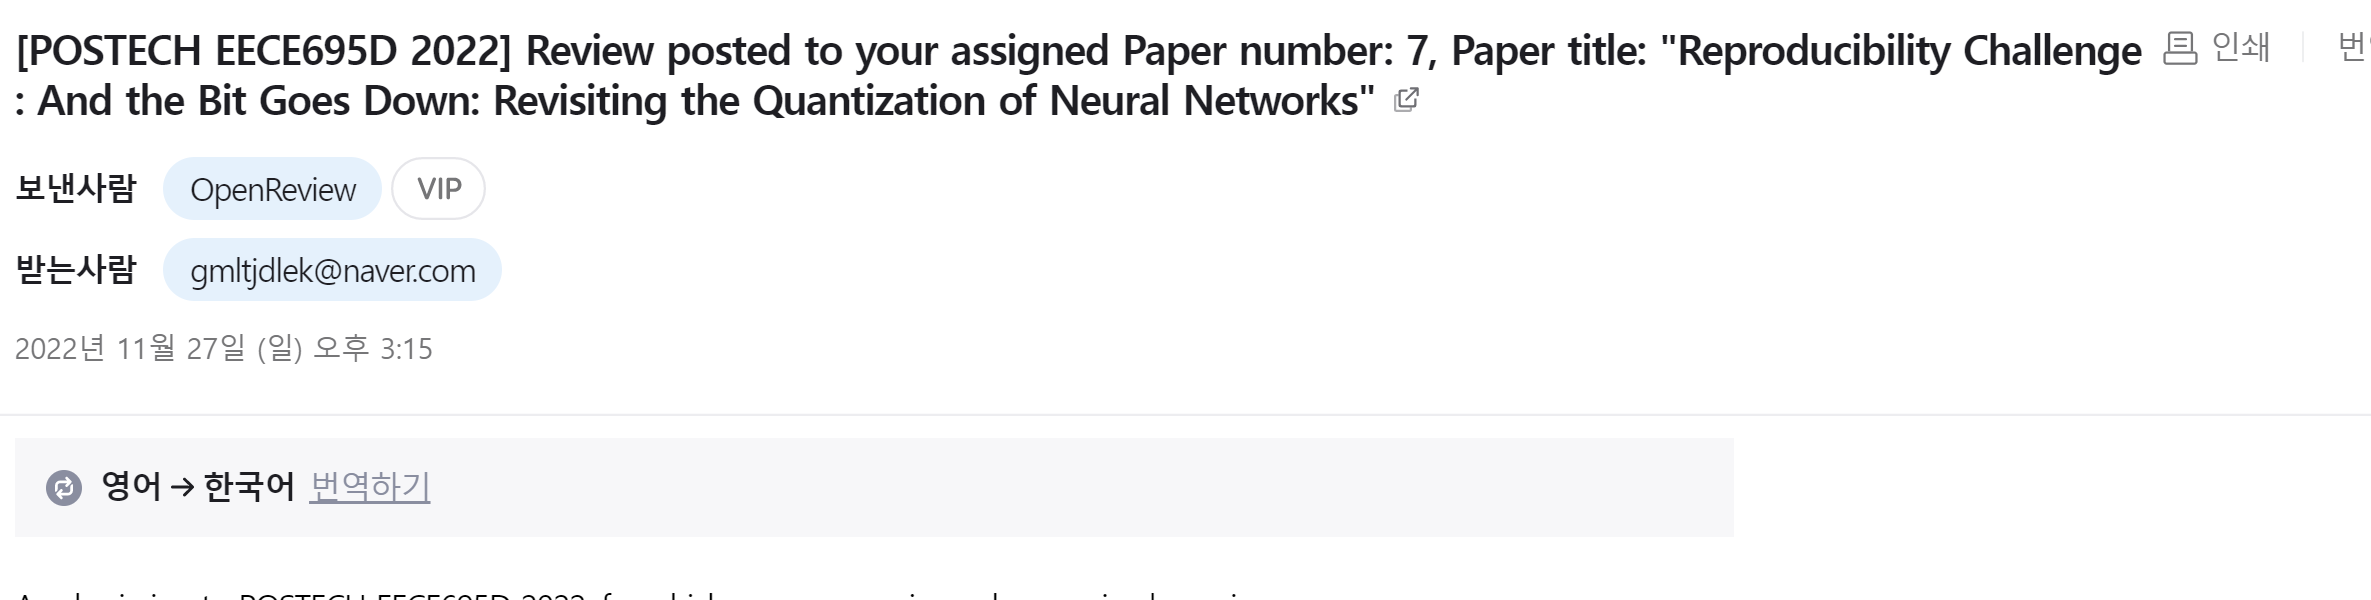 [POSTECH EECE695D 2022] Review posted to your assigned Paper number: 7, Paper title: "Reproducibility Challenge
: And the Bit Goes Down: Revisiting the Quantization of Neural Networks"
인쇄
보낸사람 OpenReview VIP
받는사람 gmltjdlek@naver.com
2022년 11월 27일 (일) 오후 3:15
영어 → 한국어 번역하기